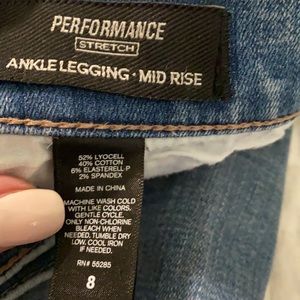 PERFORMANCE
STRETCH
ANKLE LEGGING · MID RISE
52% LYOCELL
40% COTTON
6% ELASTERELL-P
2% SPANDEX
MADE IN CHINA
MACHINE WASH COLD
WITH LIKE COLORS,
GENTLE CYCLE.
ONLY NON-CHLORINE
BLEACH WHEN
NEEDED, TUMBLE DRY
LOW. COOL IRON
IF NEEDED.
RN# 55285
8